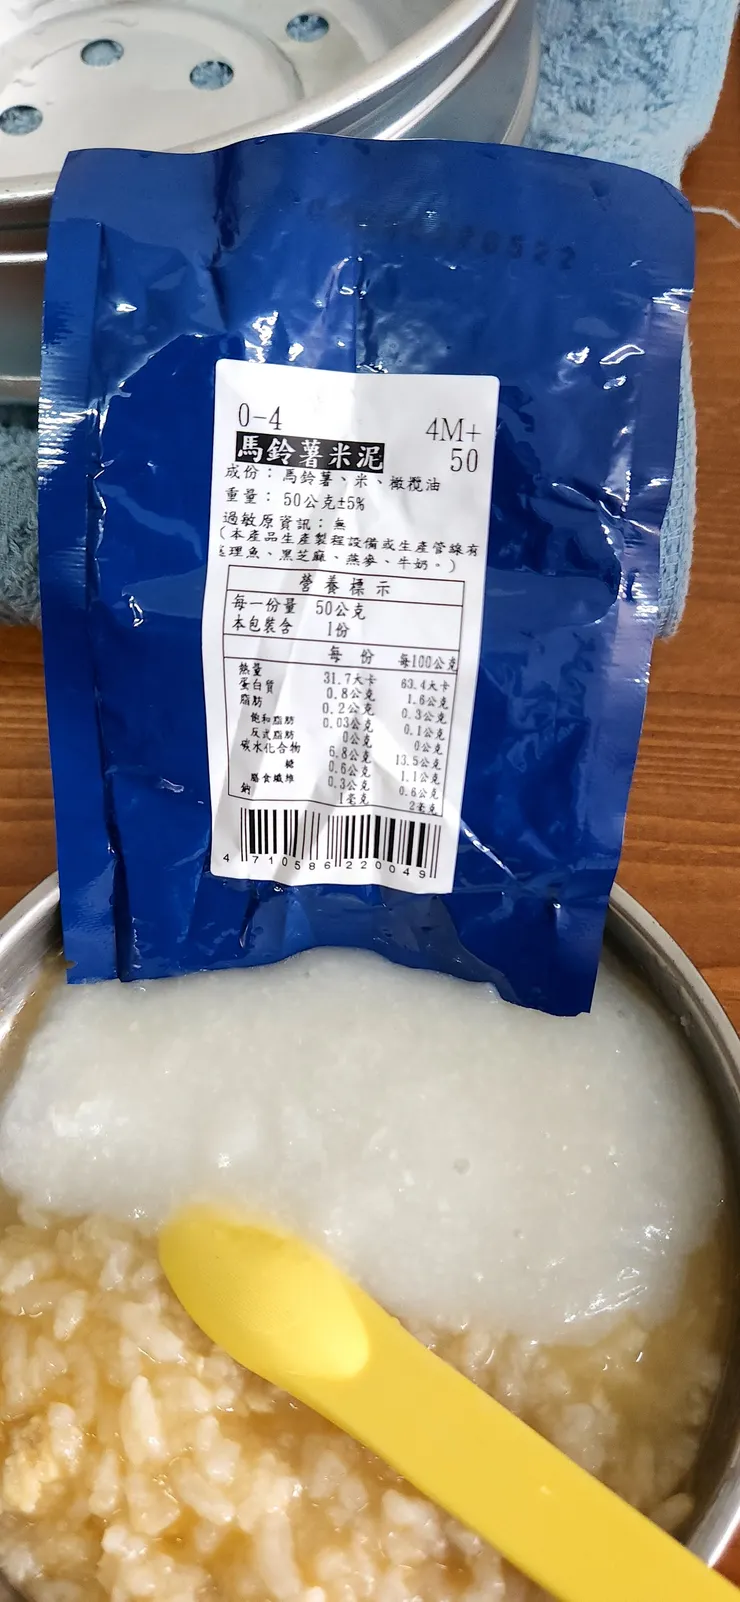 0-4
4M+
馬鈴薯米泥
50
成份：馬鈴薯、米、橄欖油
重量：50公克±5%
過敏原資訊：無
(本產品生產製程設備或生產管線有
處理魚、黑芝麻、燕麥、牛奶。)
營養標示
每一份量 50公克
本包裝含 1份
每份 每100公克
熱量 31.7大卡 63.4大卡
蛋白質 0.8公克 1.6公克
脂肪 0.2公克 0.3公克
飽和脂肪 0.03公克 0.1公克
反式脂肪 0公克 0公克
碳水化合物 6.8公克 13.5公克
糖 0.6公克 1.1公克
膳食纖維 0.3公克 0.6公克
鈉 1毫克 2毫克
4 710586 220049